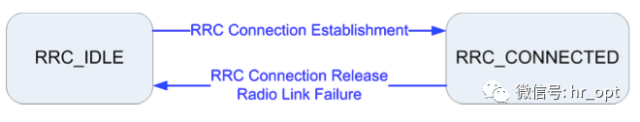 RRC_IDLE
RRC Connection Establishment
RRC Connection Release
Radio Link Failure
RRC_CONNECTED
微信号: hr_opt